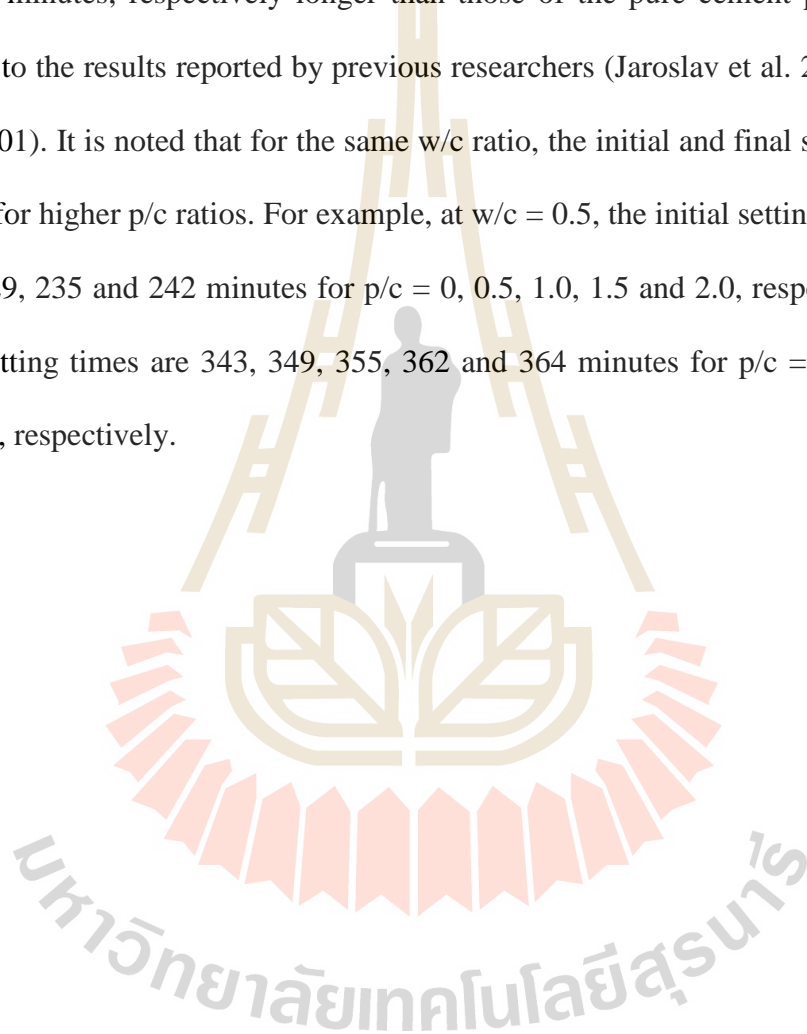 minutes, respectively longer than those of the pure cement p
to the results reported by previous researchers (Jaroslav et al. 2
01). It is noted that for the same w/c ratio, the initial and final s
for higher p/c ratios. For example, at w/c = 0.5, the initial setting
9, 235 and 242 minutes for p/c = 0, 0.5, 1.0, 1.5 and 2.0, resp
tting times are 343, 349, 355, 362 and 364 minutes for p/c =
, respectively.
มหาวิทยาลัยเทคโนโลยีสุรนารี